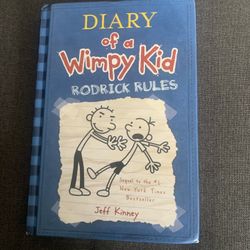 DIARY
of a
Wimpy Kid
RODRICK RULES
Sequel to the #1
New York Times
Bestseller
Jeff Kinney